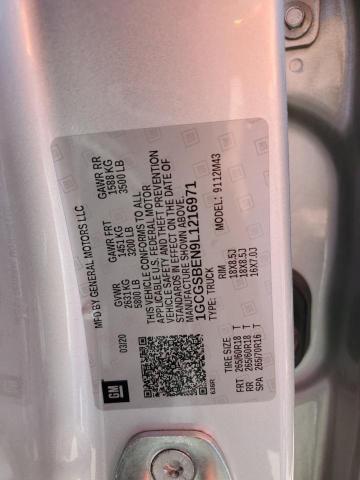 GM
MFD BY GENERAL MOTORS LLC
03/20
GVWR GAWR FRT GAWR RR
2631 KG 1451 KG 1588 KG
5800 LB 3200 LB 3500 LB
THIS VEHICLE CONFORMS TO ALL
APPLICABLE U.S. FEDERAL MOTOR
VEHICLE SAFETY AND THEFT PREVENTION
STANDARDS IN EFFECT ON THE DATE OF
MANUFACTURE SHOWN ABOVE.
1GCGSBEN9L1216971
TYPE: TRUCK MODEL: 9112M43
63BR
TIRE SIZE RIM
FRT 265/60R18 T 18X8.5J
RR 265/60R18 T 18X8.5J
SPA 265/70R16 T 16X7.0J